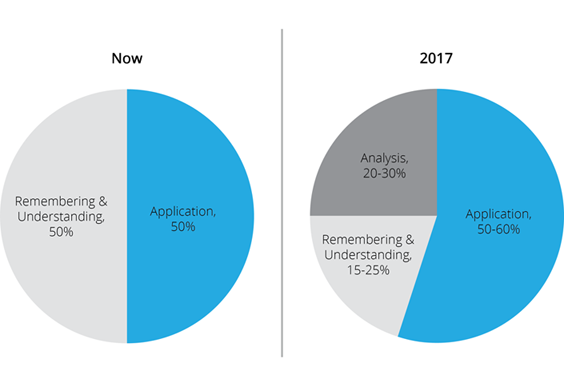 Now
Remembering &
Understanding,
50%
Application,
50%
2017
Analysis,
20-30%
Remembering &
Understanding,
15-25%
Application,
50-60%